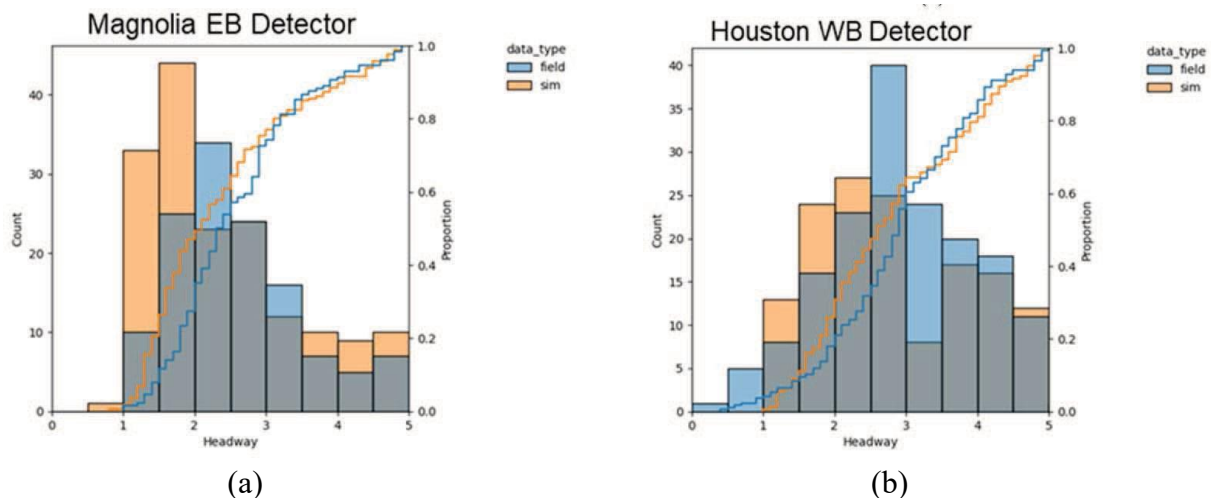 Magnolia EB Detector
data_type
field
sim
40
30
20
10
0
Count
1.0
0.8
0.6
0.4
0.2
0.0
Proportion
0 1 2 3 4 5
Headway
(a)
Houston WB Detector
data_type
field
sim
40
35
30
25
20
15
10
5
0
Count
1.0
0.8
0.6
0.4
0.2
0.0
Proportion
0 1 2 3 4 5
Headway
(b)